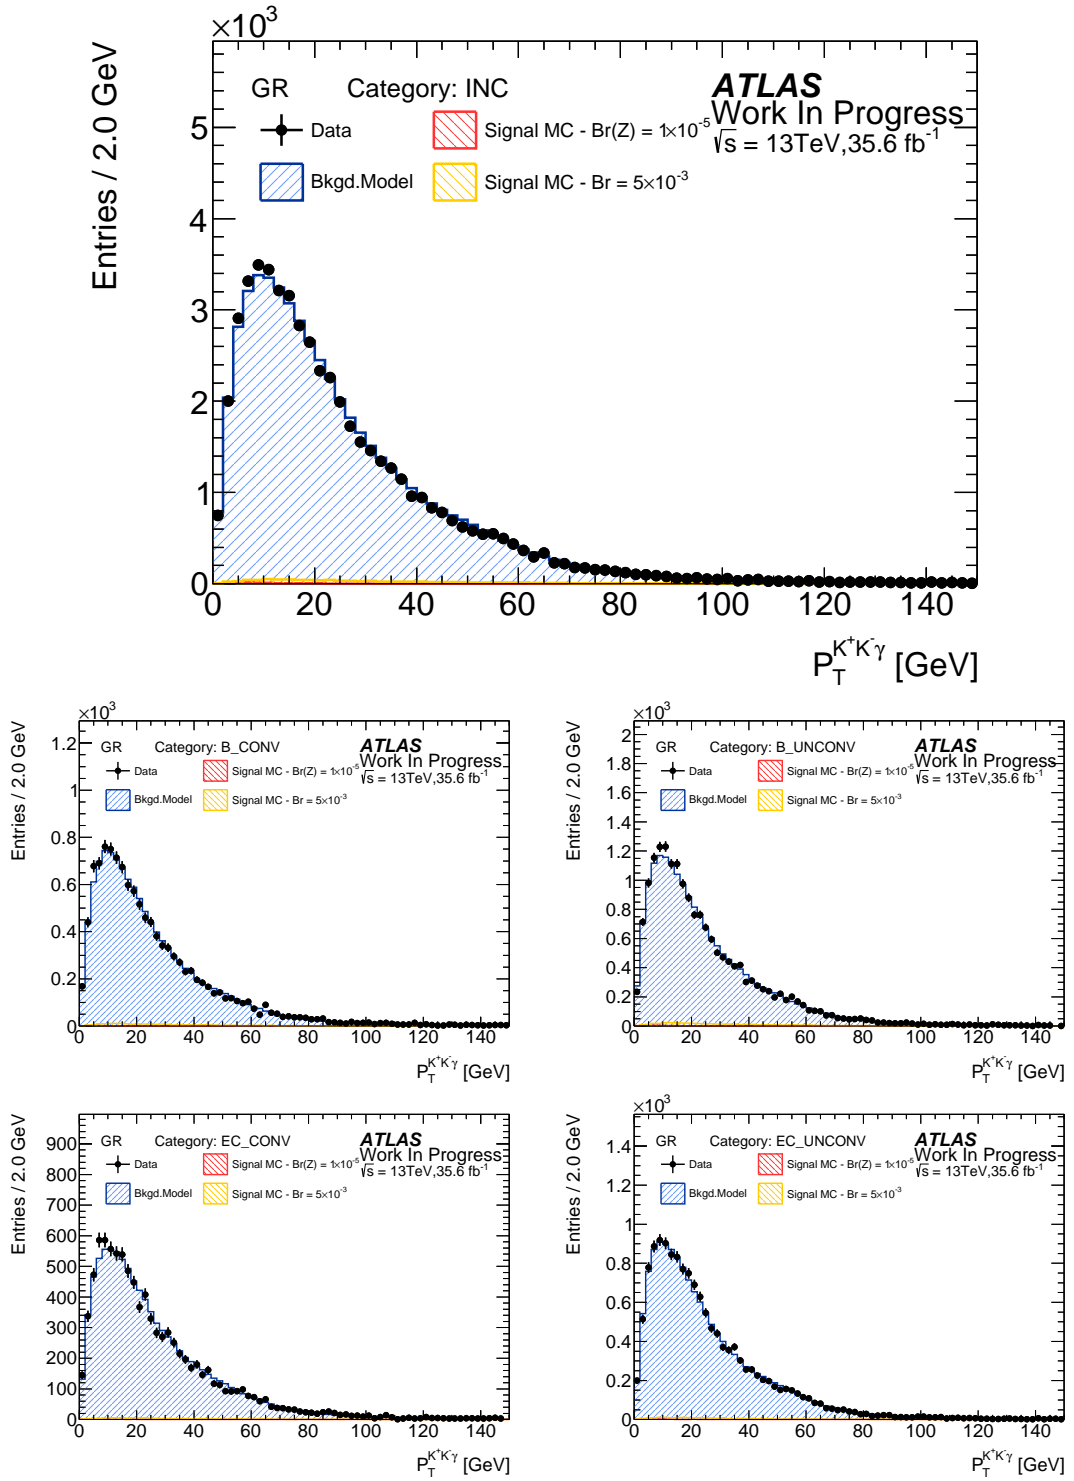 ×10³
Entries / 2.0 GeV
GR Category: INC
ATLAS
Work In Progress
√s = 13TeV,35.6 fb⁻¹
Data
Signal MC - Br(Z) = 1×10⁻⁵
Bkgd.Model
Signal MC - Br = 5×10⁻³
5
4
3
2
1
0
0 20 40 60 80 100 120 140
P_T^{K⁺K⁻γ} [GeV]
×10³
Entries / 2.0 GeV
GR Category: B_CONV
ATLAS
Work In Progress
√s = 13TeV,35.6 fb⁻¹
Data
Signal MC - Br(Z) = 1×10⁻⁵
Bkgd.Model
Signal MC - Br = 5×10⁻³
1.2
1
0.8
0.6
0.4
0.2
0
0 20 40 60 80 100 120 140
P_T^{K⁺K⁻γ} [GeV]
×10³
Entries / 2.0 GeV
GR Category: B_UNCONV
ATLAS
Work In Progress
√s = 13TeV,35.6 fb⁻¹
Data
Signal MC - Br(Z) = 1×10⁻⁵
Bkgd.Model
Signal MC - Br = 5×10⁻³
2
1.8
1.6
1.4
1.2
1
0.8
0.6
0.4
0.2
0
0 20 40 60 80 100 120 140
P_T^{K⁺K⁻γ} [GeV]
Entries / 2.0 GeV
GR Category: EC_CONV
ATLAS
Work In Progress
√s = 13TeV,35.6 fb⁻¹
Data
Signal MC - Br(Z) = 1×10⁻⁵
Bkgd.Model
Signal MC - Br = 5×10⁻³
900
800
700
600
500
400
300
200
100
0
0 20 40 60 80 100 120 140
P_T^{K⁺K⁻γ} [GeV]
×10³
Entries / 2.0 GeV
GR Category: EC_UNCONV
ATLAS
Work In Progress
√s = 13TeV,35.6 fb⁻¹
Data
Signal MC - Br(Z) = 1×10⁻⁵
Bkgd.Model
Signal MC - Br = 5×10⁻³
1.4
1.2
1
0.8
0.6
0.4
0.2
0
0 20 40 60 80 100 120 140
P_T^{K⁺K⁻γ} [GeV]